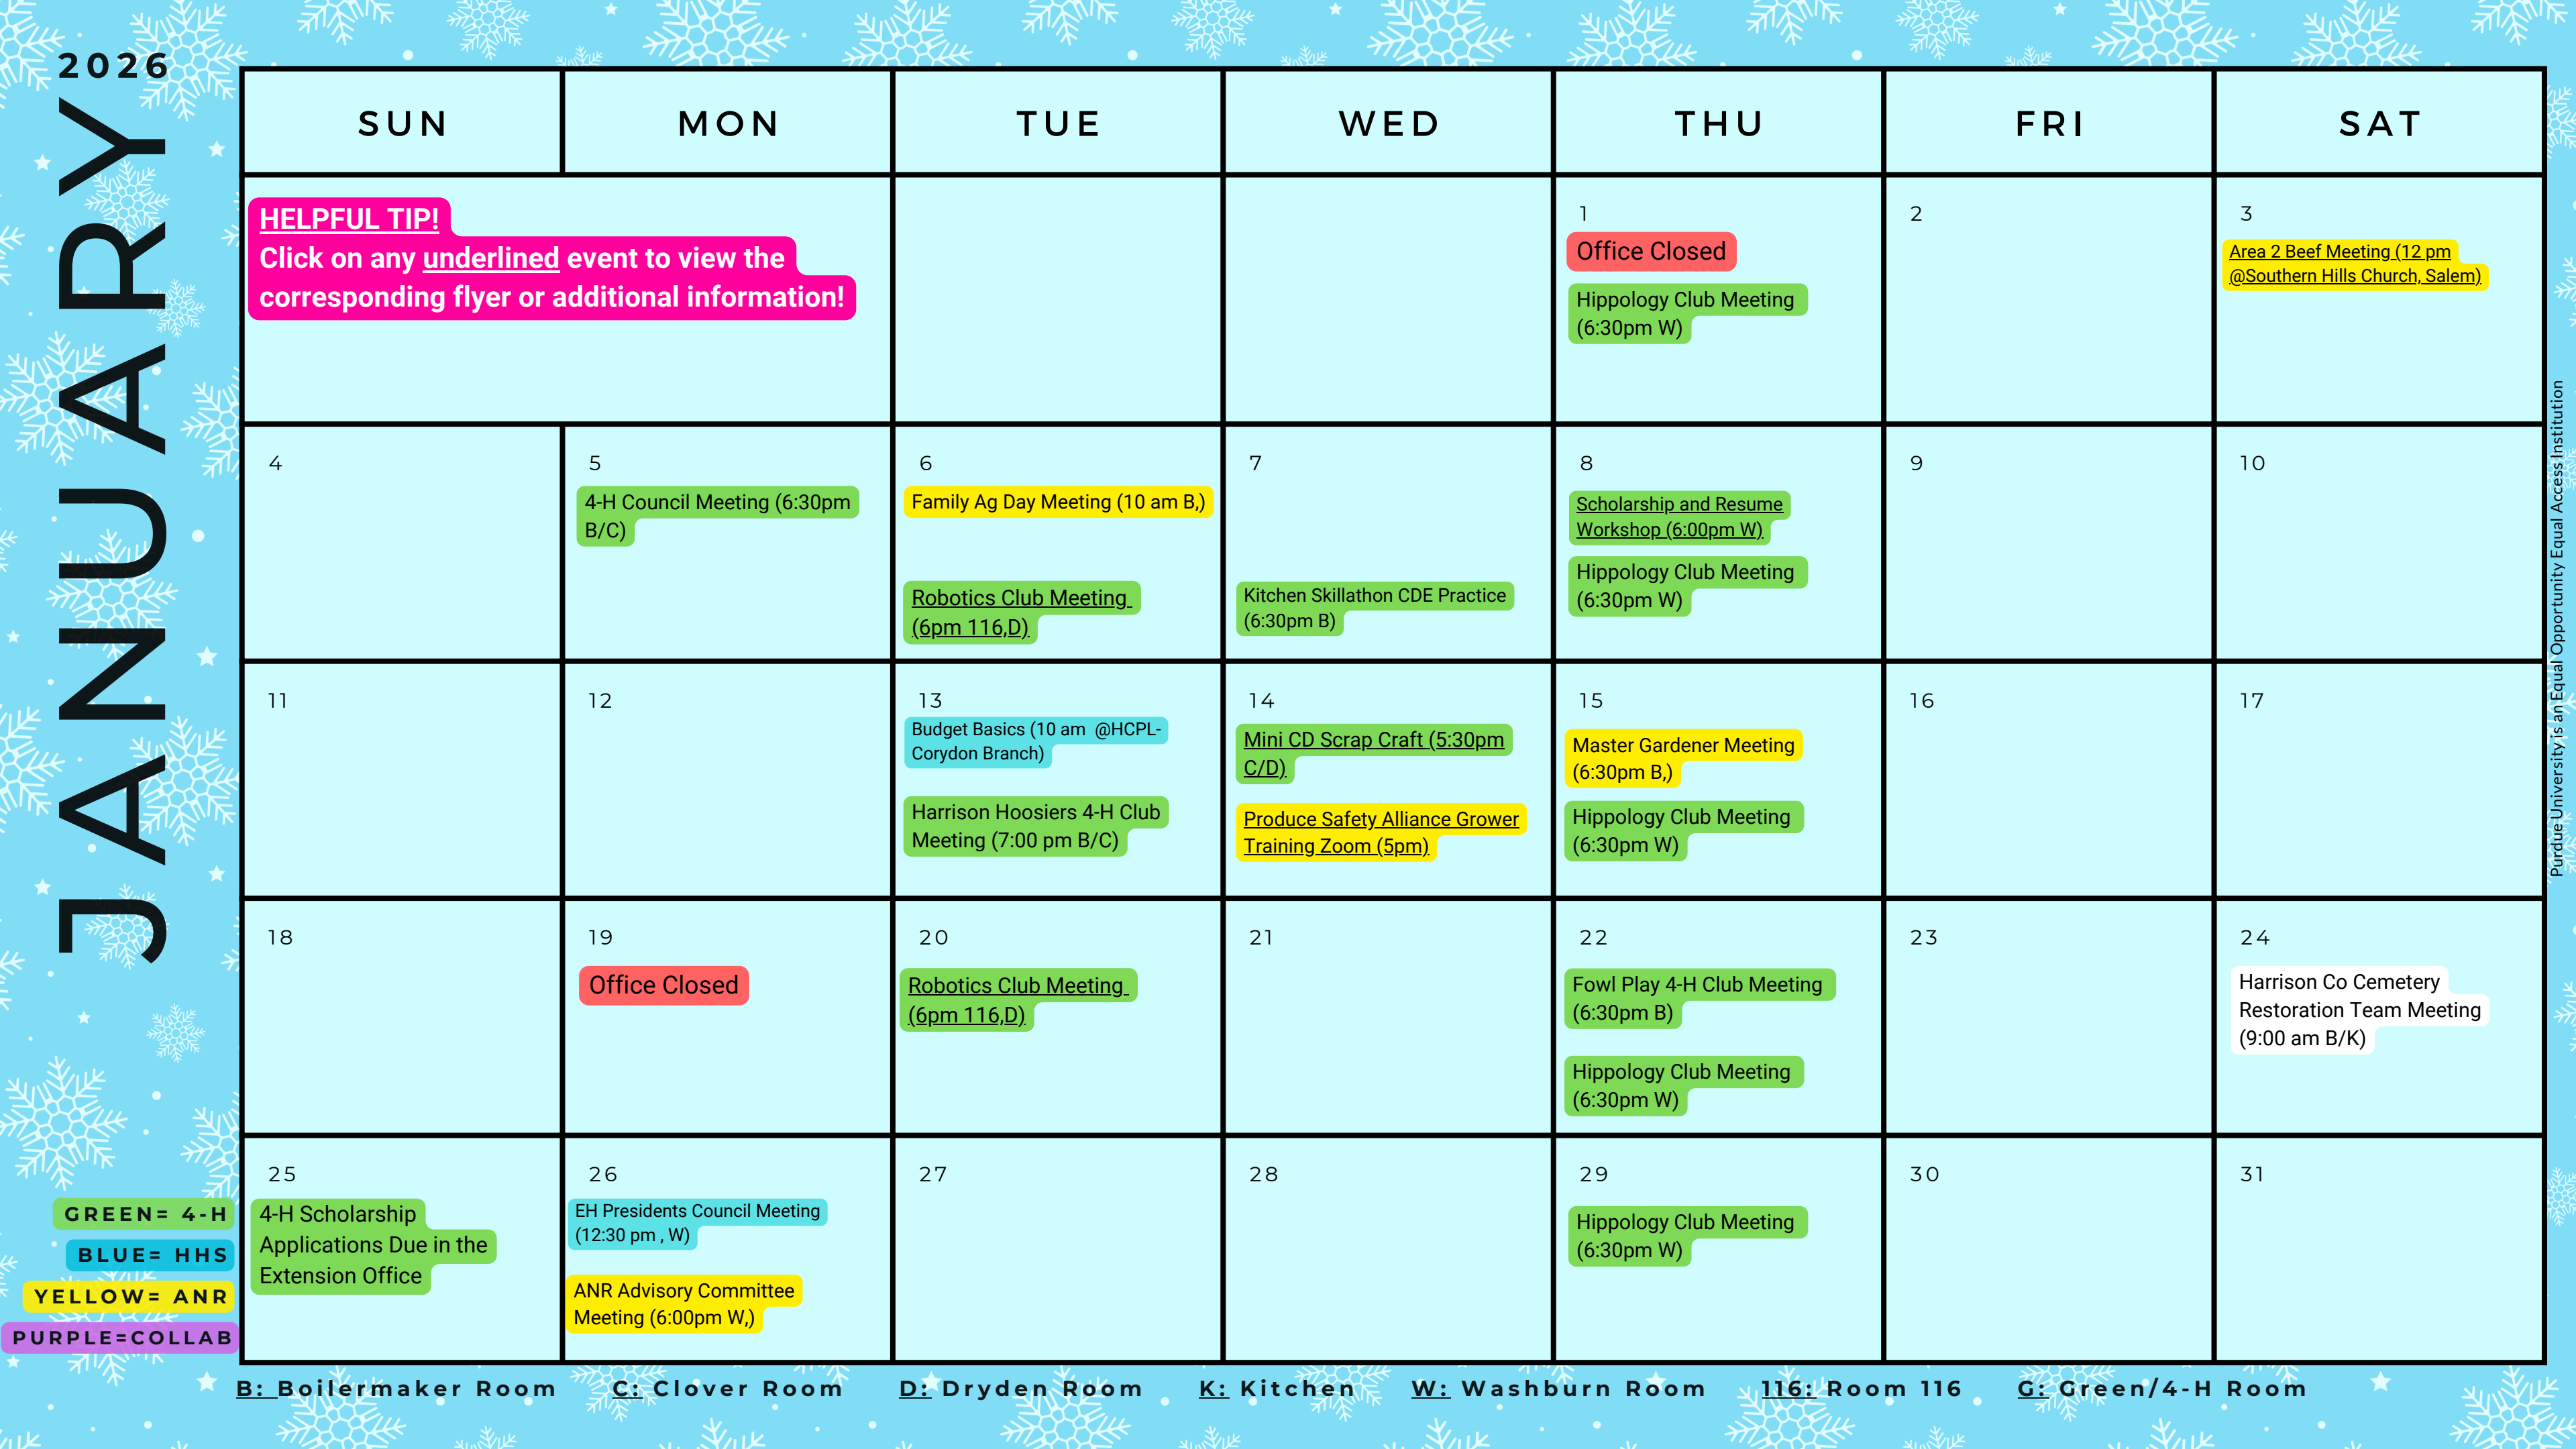 2026
JANUARY
SUN
MON
TUE
WED
THU
FRI
SAT
HELPFUL TIP!
Click on any underlined event to view the
corresponding flyer or additional information!
1
Office Closed
Hippology Club Meeting
(6:30pm W)
2
3
Area 2 Beef Meeting (12 pm
@Southern Hills Church, Salem)
4
5
4-H Council Meeting (6:30pm
B/C)
6
Family Ag Day Meeting (10 am B,)
Robotics Club Meeting
(6pm 116,D)
7
Kitchen Skillathon CDE Practice
(6:30pm B)
8
Scholarship and Resume
Workshop (6:00pm W)
Hippology Club Meeting
(6:30pm W)
9
10
11
12
13
Budget Basics (10 am @HCPL-
Corydon Branch)
Harrison Hoosiers 4-H Club
Meeting (7:00 pm B/C)
14
Mini CD Scrap Craft (5:30pm
C/D)
Produce Safety Alliance Grower
Training Zoom (5pm)
15
Master Gardener Meeting
(6:30pm B,)
Hippology Club Meeting
(6:30pm W)
16
17
18
19
Office Closed
20
Robotics Club Meeting
(6pm 116,D)
21
22
Fowl Play 4-H Club Meeting
(6:30pm B)
Hippology Club Meeting
(6:30pm W)
23
24
Harrison Co Cemetery
Restoration Team Meeting
(9:00 am B/K)
25
4-H Scholarship
Applications Due in the
Extension Office
26
EH Presidents Council Meeting
(12:30 pm , W)
ANR Advisory Committee
Meeting (6:00pm W,)
27
28
29
Hippology Club Meeting
(6:30pm W)
30
31
GREEN= 4-H
BLUE= HHS
YELLOW= ANR
PURPLE=COLLAB
B: Boilermaker Room C: Clover Room D: Dryden Room K: Kitchen W: Washburn Room 116: Room 116 G: Green/4-H Room
Purdue University is an Equal Opportunity Equal Access Institution